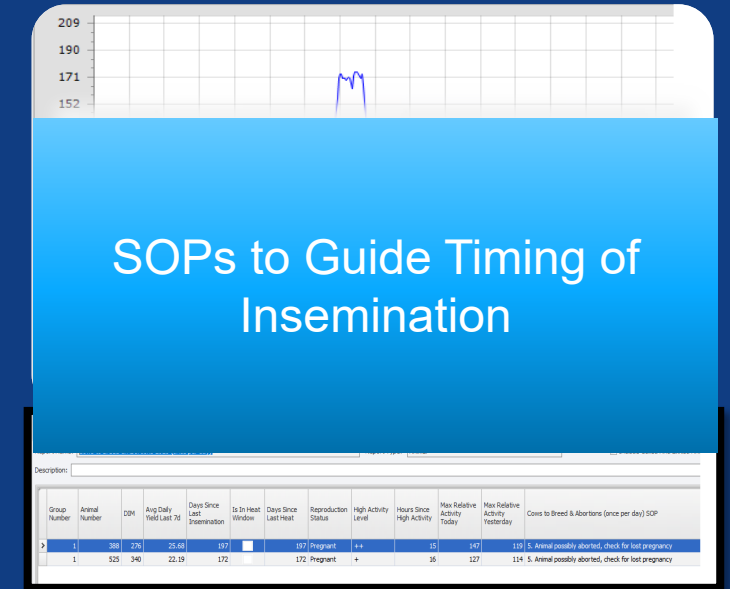 209
190
171
152
SOPs to Guide Timing of
Insemination
Description:
Group Number Animal Number DIM Avg Daily Yield Last 7d Days Since Last Insemination Is In Heat Window Days Since Last Heat Reproduction Status High Activity Level Hours Since High Activity Max Relative Activity Today Max Relative Activity Yesterday Cows to Breed & Abortions (once per day) SOP
> 1 388 276 25.68 197 197 Pregnant ++ 15 147 119 5. Animal possibly aborted, check for lost pregnancy
1 525 340 22.19 172 172 Pregnant + 16 127 114 5. Animal possibly aborted, check for lost pregnancy